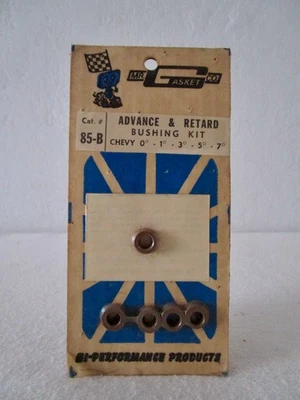 MR. GASKET CO.
Cat. #
85-B
ADVANCE & RETARD
BUSHING KIT
CHEVY 0° - 1° - 3° - 5° - 7°
HI-PERFORMANCE PRODUCTS